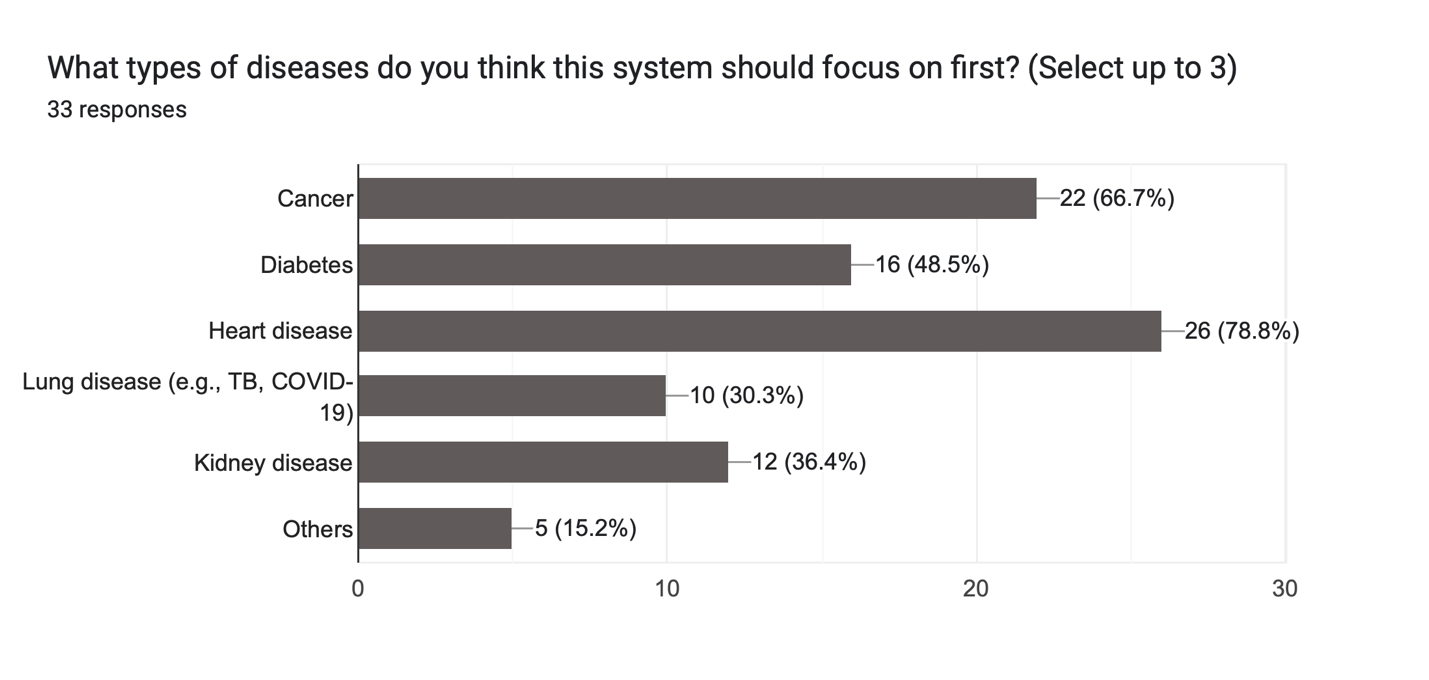 What types of diseases do you think this system should focus on first? (Select up to 3)
33 responses
Cancer
22 (66.7%)
Diabetes
16 (48.5%)
Heart disease
26 (78.8%)
Lung disease (e.g., TB, COVID-
19)
10 (30.3%)
Kidney disease
12 (36.4%)
Others
5 (15.2%)
0
10
20
30